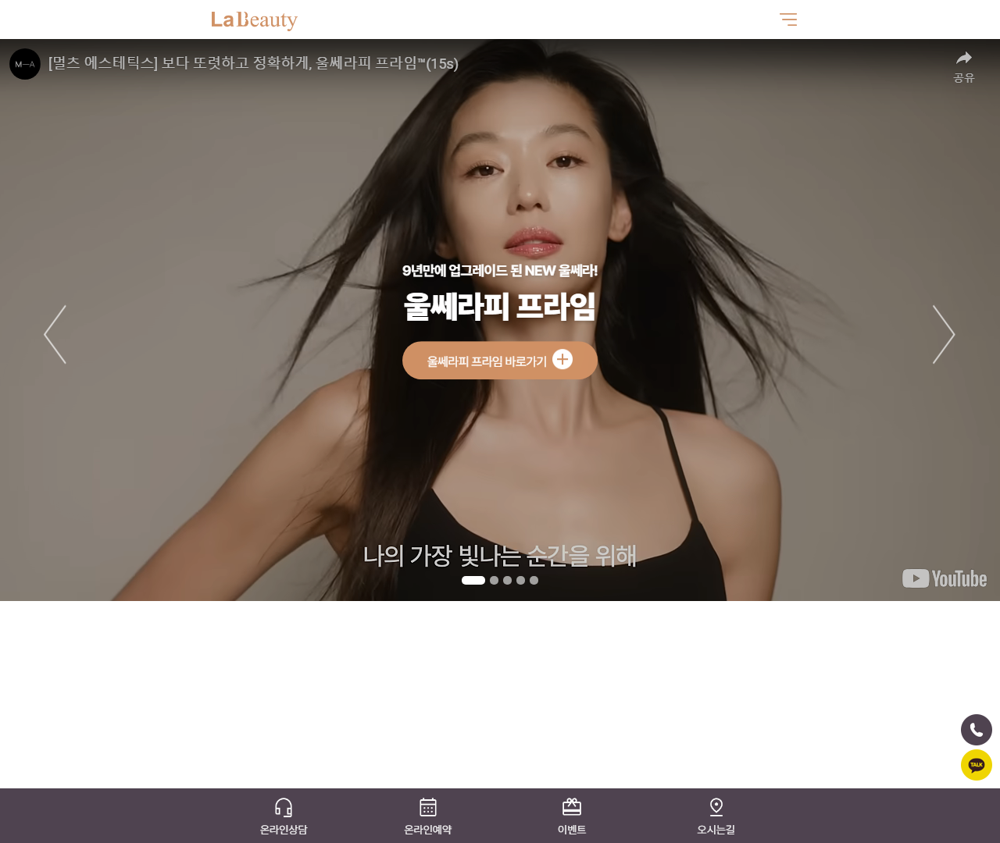 LaBeauty
M—A
[멀츠 에스테틱스] 보다 또렷하고 정확하게, 울쎄라피 프라임™(15s)
공유
9년만에 업그레이드 된 NEW 울쎄라!
울쎄라피 프라임
울쎄라피 프라임 바로가기
나의 가장 빛나는 순간을 위해
YouTube
TALK
온라인상담
온라인예약
이벤트
오시는길